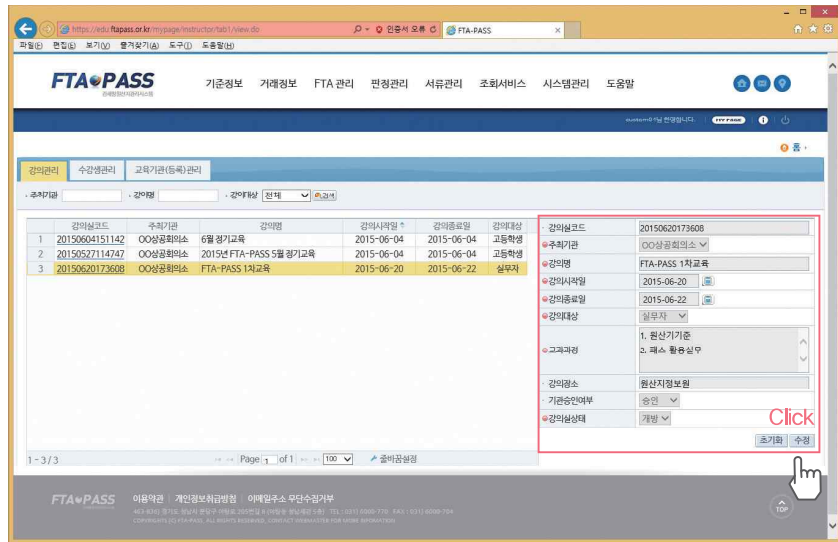 https://edu.ftapass.or.kr/mypage/instructor/tab1/view.do
인증서 오류
FTA-PASS
파일(F) 편집(E) 보기(V) 즐겨찾기(A) 도구(T) 도움말(H)
FTA PASS
기준정보 거래정보 FTA 관리 판정관리 서류관리 조회서비스 시스템관리 도움말
MY PAGE
홈
강의관리 수강생관리 교육기관(등록)관리
주최기관 강의명 강의대상 전체 검색
강의실코드 주최기관 강의명 강의시작일 강의종료일 강의대상
1 20150604151142 OO상공회의소 6월 정기교육 2015-06-04 2015-06-04 고등학생
2 20150527114747 OO상공회의소 2015년 FTA-PASS 5월 정기교육 2015-06-04 2015-06-04 고등학생
3 20150620173608 OO상공회의소 FTA-PASS 1차교육 2015-06-20 2015-06-22 실무자
강의실코드 20150620173608
주최기관 OO상공회의소
강의명 FTA-PASS 1차교육
강의시작일 2015-06-20
강의종료일 2015-06-22
강의대상 실무자
교과과정 1. 원산기기준
2. 패스 활용실무
강의장소 원산지정보원
기관승인여부 승인
강의실상태 개방
Click
초기화 수정
1 - 3 / 3 Page 1 of 1 100 줄바꿈설정
FTA PASS
이용약관 개인정보취급방침 이메일주소 무단수집거부
TOP